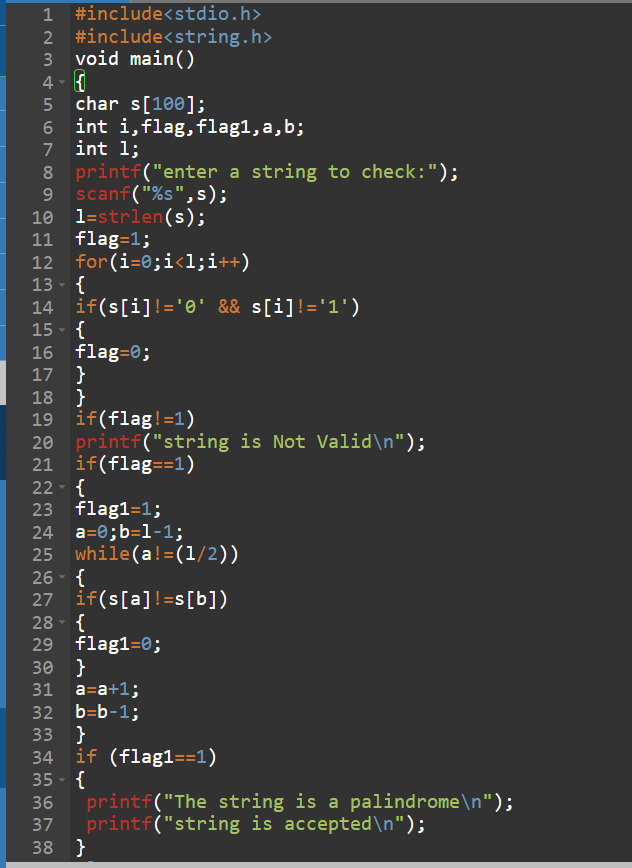 1 #include<stdio.h>
2 #include<string.h>
3 void main()
4 {
5 char s[100];
6 int i,flag,flag1,a,b;
7 int l;
8 printf("enter a string to check:");
9 scanf("%s",s);
10 l=strlen(s);
11 flag=1;
12 for(i=0;i<l;i++)
13 {
14 if(s[i]!='0' && s[i]!='1')
15 {
16 flag=0;
17 }
18 }
19 if(flag!=1)
20 printf("string is Not Valid\n");
21 if(flag==1)
22 {
23 flag1=1;
24 a=0;b=l-1;
25 while(a!=(l/2))
26 {
27 if(s[a]!=s[b])
28 {
29 flag1=0;
30 }
31 a=a+1;
32 b=b-1;
33 }
34 if (flag1==1)
35 {
36  printf("The string is a palindrome\n");
37  printf("string is accepted\n");
38 }